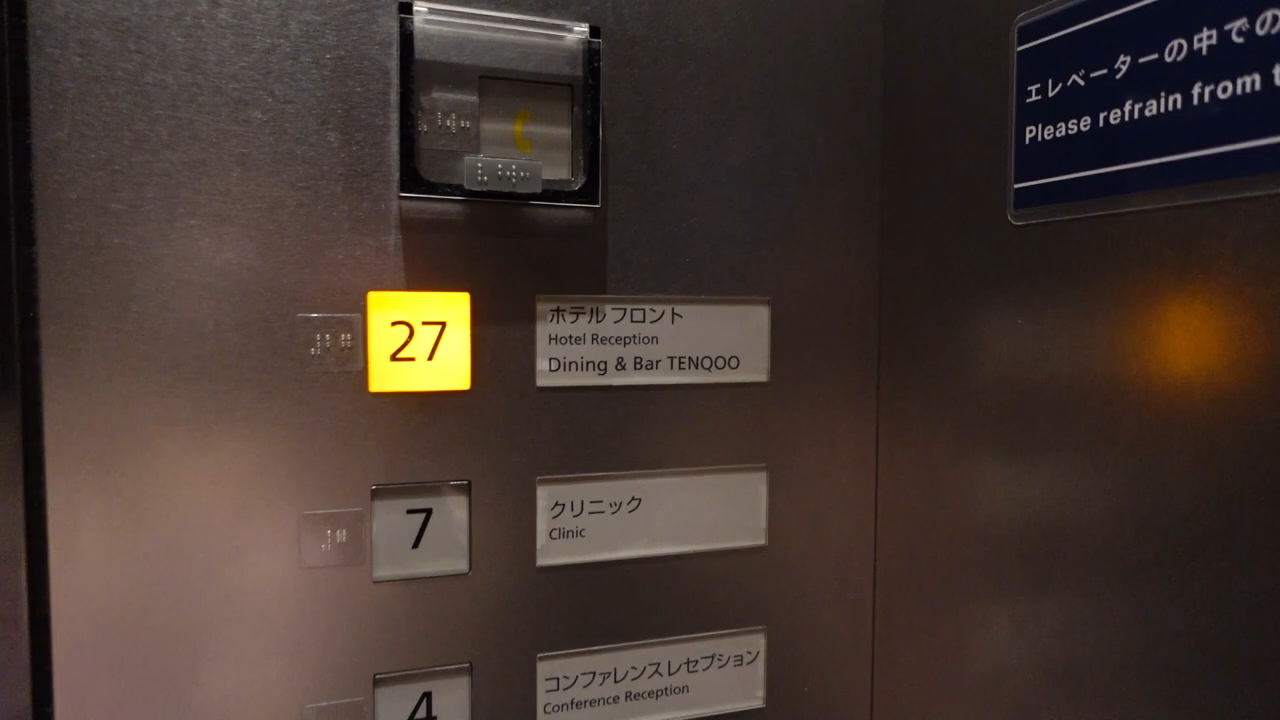 エレベーターの中での
Please refrain from
27
ホテル フロント
Hotel Reception
Dining & Bar TENQOO
7
クリニック
Clinic
4
コンファレンスレセプション
Conference Reception